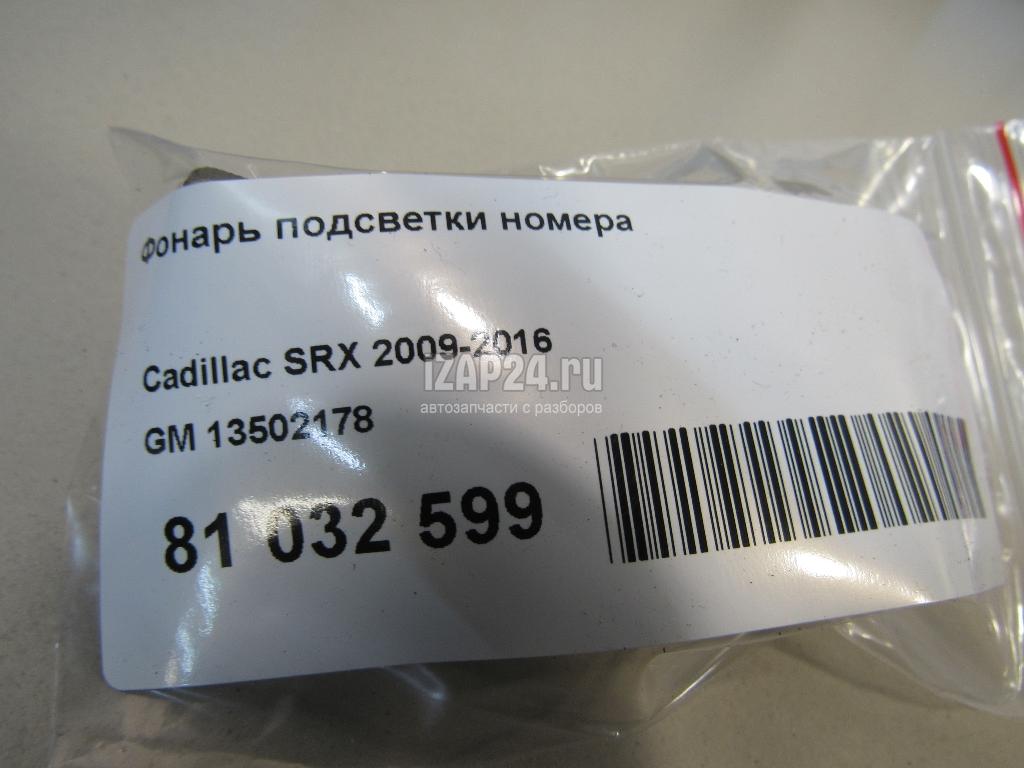 Фонарь подсветки номера
Cadillac SRX 2009-2016
IZAP24.ru
автозапчасти с разборов
GM 13502178
81 032 599